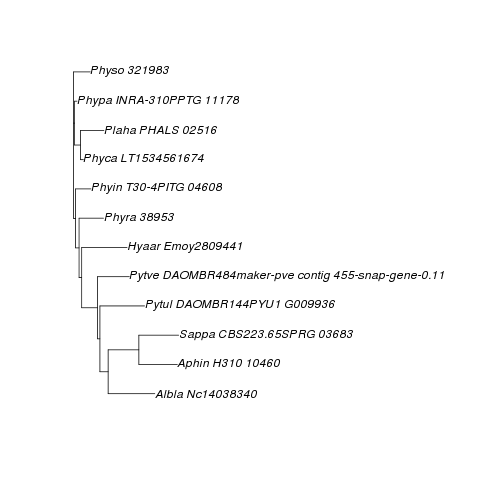 Physo 321983
Phypa INRA-310PPTG 11178
Plaha PHALS 02516
Phyca LT1534561674
Phyin T30-4PITG 04608
Phyra 38953
Hyaar Emoy2809441
Pytve DAOMBR484maker-pve contig 455-snap-gene-0.11
Pytul DAOMBR144PYU1 G009936
Sappa CBS223.65SPRG 03683
Aphin H310 10460
Albla Nc14038340